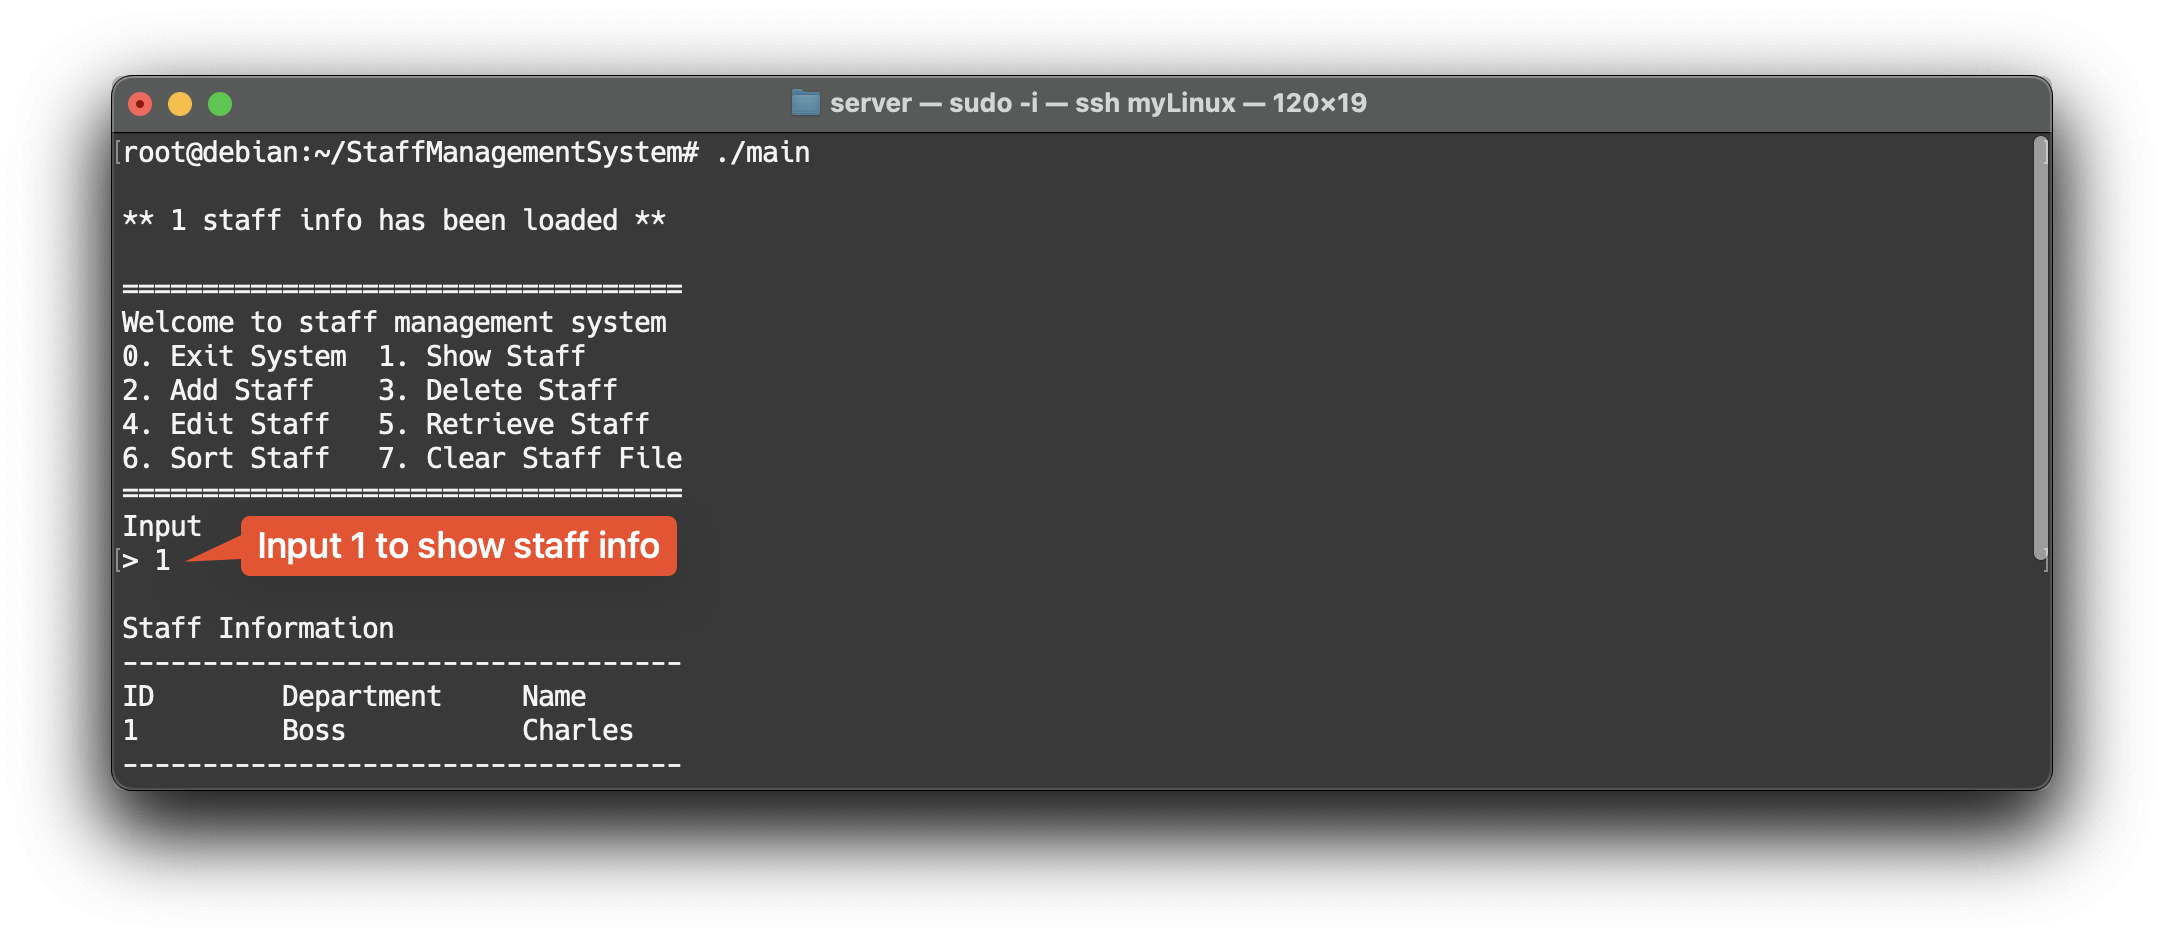 server — sudo -i — ssh myLinux — 120×19
[root@debian:~/StaffManagementSystem# ./main ]
** 1 staff info has been loaded **
===================================
Welcome to staff management system
0. Exit System  1. Show Staff
2. Add Staff    3. Delete Staff
4. Edit Staff   5. Retrieve Staff
6. Sort Staff   7. Clear Staff File
===================================
Input
[> 1 ]
Input 1 to show staff info
Staff Information
-----------------------------------
ID        Department     Name
1         Boss           Charles
-----------------------------------